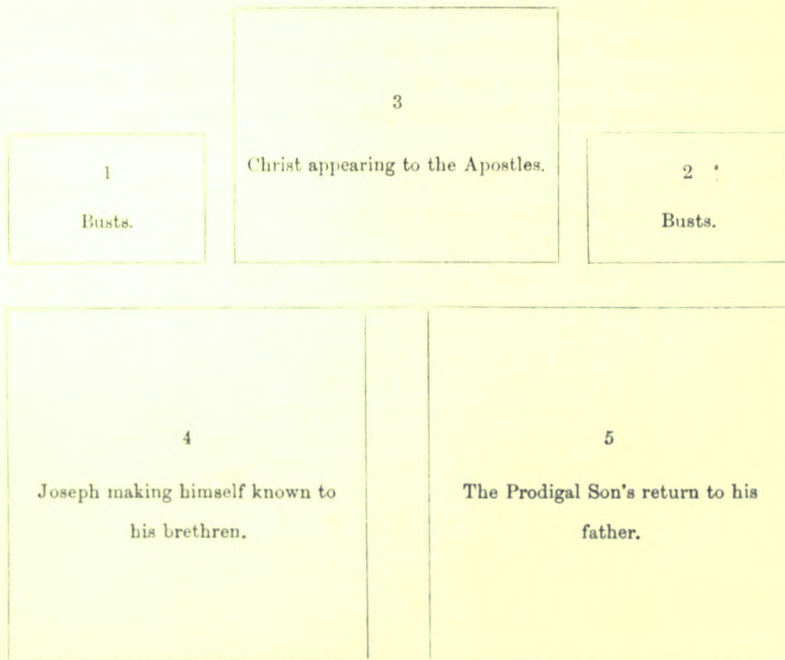 3
Christ appearing to the Apostles.
1
Busts.
2
Busts.
4
Joseph making himself known to
his brethren.
5
The Prodigal Son's return to his
father.